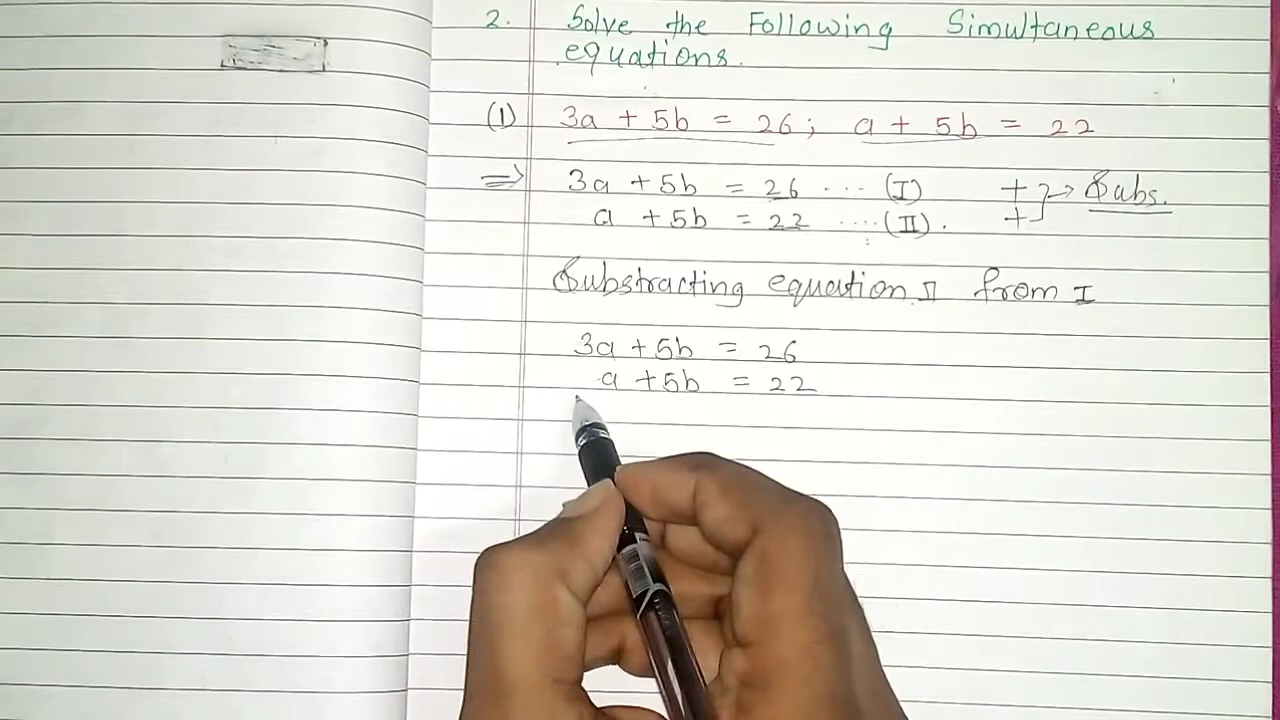 2. Solve the Following Simultaneous
equations.
(1) 3a + 5b = 26 ; a + 5b = 22
⇒ 3a + 5b = 26 ... (I) + → Subs.
a + 5b = 22 .... (II). +
Substracting equation II from I
3a + 5b = 26
a + 5b = 22